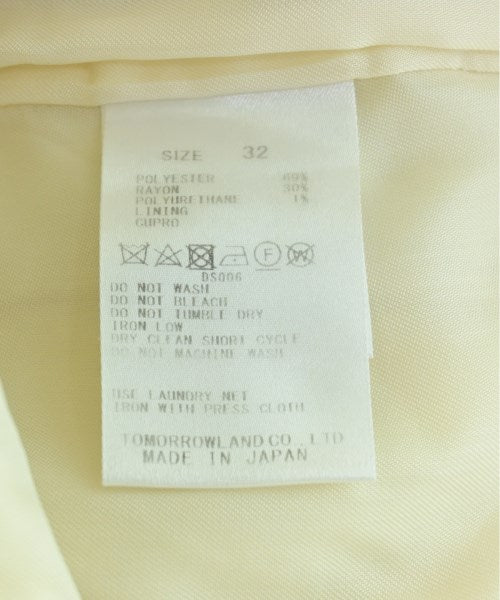 SIZE 32
POLYESTER 69%
RAYON 30%
POLYURETHANE 1%
LINING
CUPRO
F W
DS006
DO NOT WASH
DO NOT BLEACH
DO NOT TUMBLE DRY
IRON LOW
DRY CLEAN SHORT CYCLE
DO NOT MACHINE WASH
USE LAUNDRY NET
IRON WITH PRESS CLOTH
TOMORROWLAND CO., LTD
MADE IN JAPAN